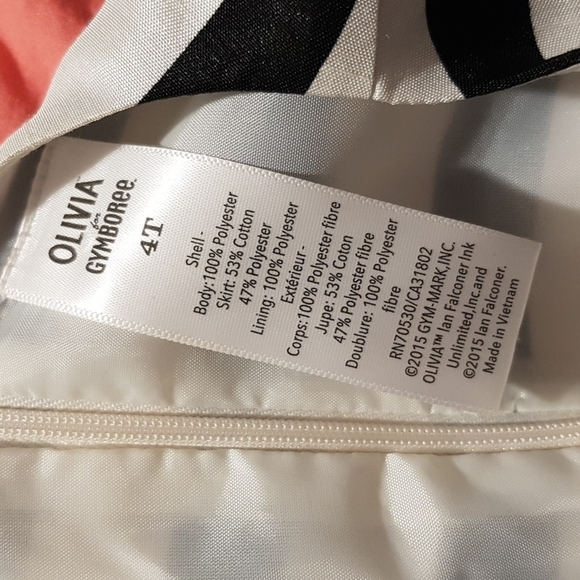 OLIVIA™
for
GYMBOREE.
4T
Shell -
Body:100% Polyester
Skirt: 53% Cotton
47% Polyester
Lining: 100% Polyester
Extérieur -
Corps:100% Polyester fibre
Jupe: 53% Coton
47% Polyester fibre
Doublure: 100% Polyester
fibre
RN70530/CA31802
©2015 GYM-MARK,INC.
OLIVIA™ Ian Falconer Ink
Unlimited,Inc.and
©2015 Ian Falconer.
Made in Vietnam